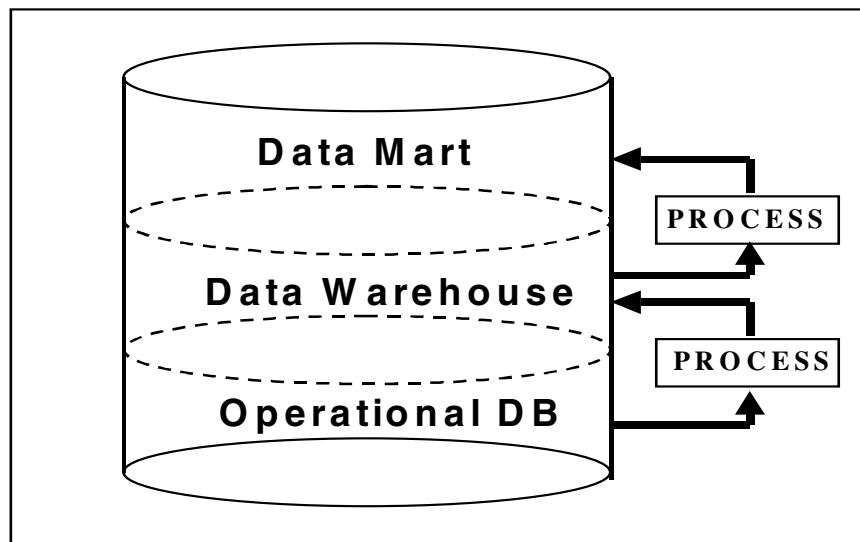 Data Mart
PROCESS
Data Warehouse
PROCESS
Operational DB